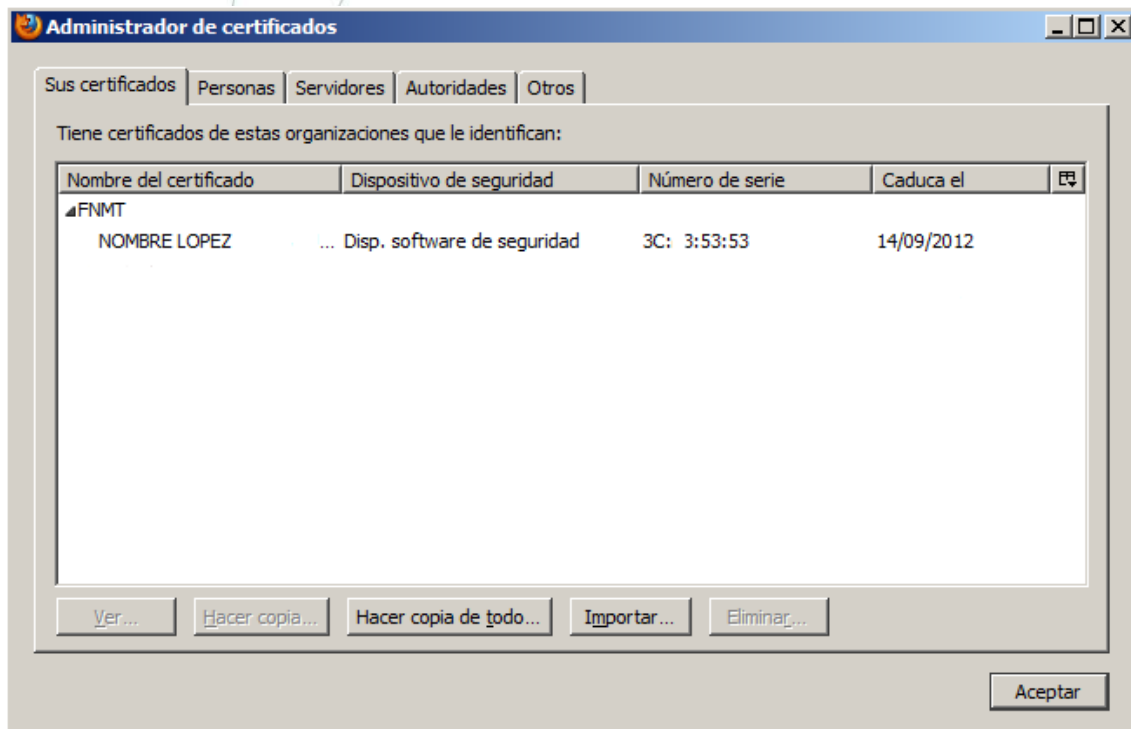 Administrador de certificados
Sus certificados Personas Servidores Autoridades Otros
Tiene certificados de estas organizaciones que le identifican:
Nombre del certificado Dispositivo de seguridad Número de serie Caduca el
FNMT
NOMBRE LOPEZ ... Disp. software de seguridad 3C: 3:53:53 14/09/2012
Ver... Hacer copia... Hacer copia de todo... Importar... Eliminar...
Aceptar